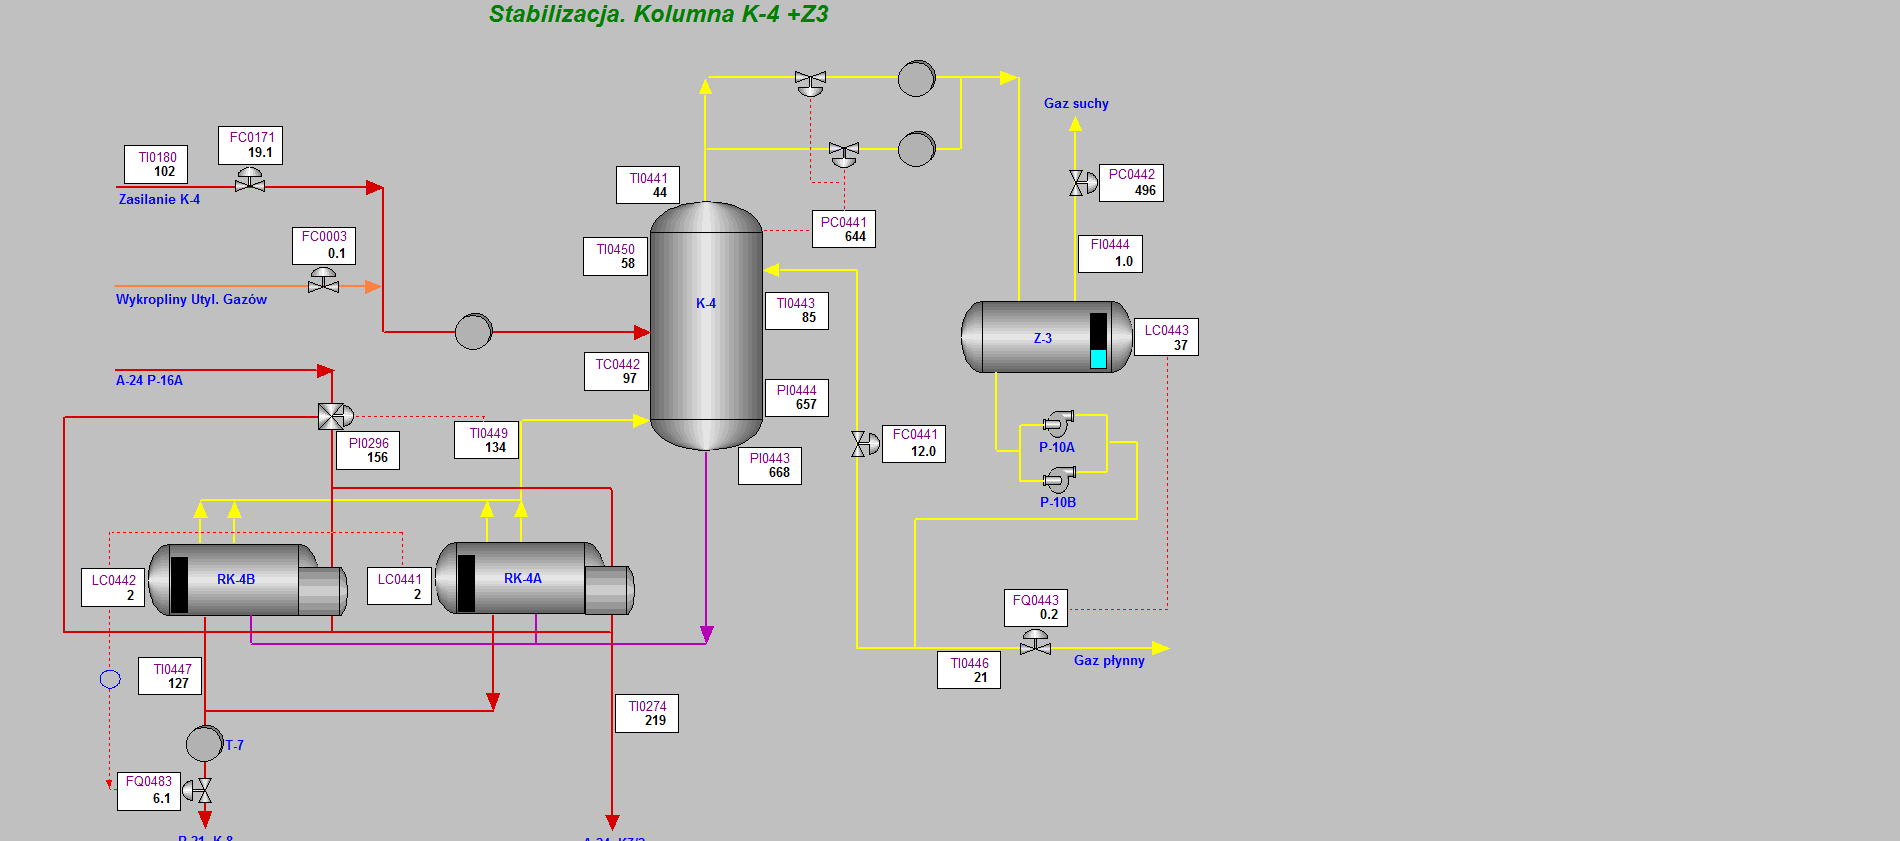 Stabilizacja. Kolumna K-4 +Z3
Gaz suchy
FC0171
19.1
TI0180
102
Zasilanie K-4
TI0441
44
PC0442
496
PC0441
644
FC0003
0.1
TI0450
58
FI0444
1.0
Wykropliny Utyl. Gazów
K-4
TI0443
85
Z-3
LC0443
37
TC0442
97
A-24 P-16A
PI0444
657
PI0296
156
TI0449
134
FC0441
12.0
P-10A
PI0443
668
P-10B
LC0442
2
RK-4B
LC0441
2
RK-4A
FQ0443
0.2
TI0447
127
TI0446
21
Gaz płynny
TI0274
219
T-7
FQ0483
6.1